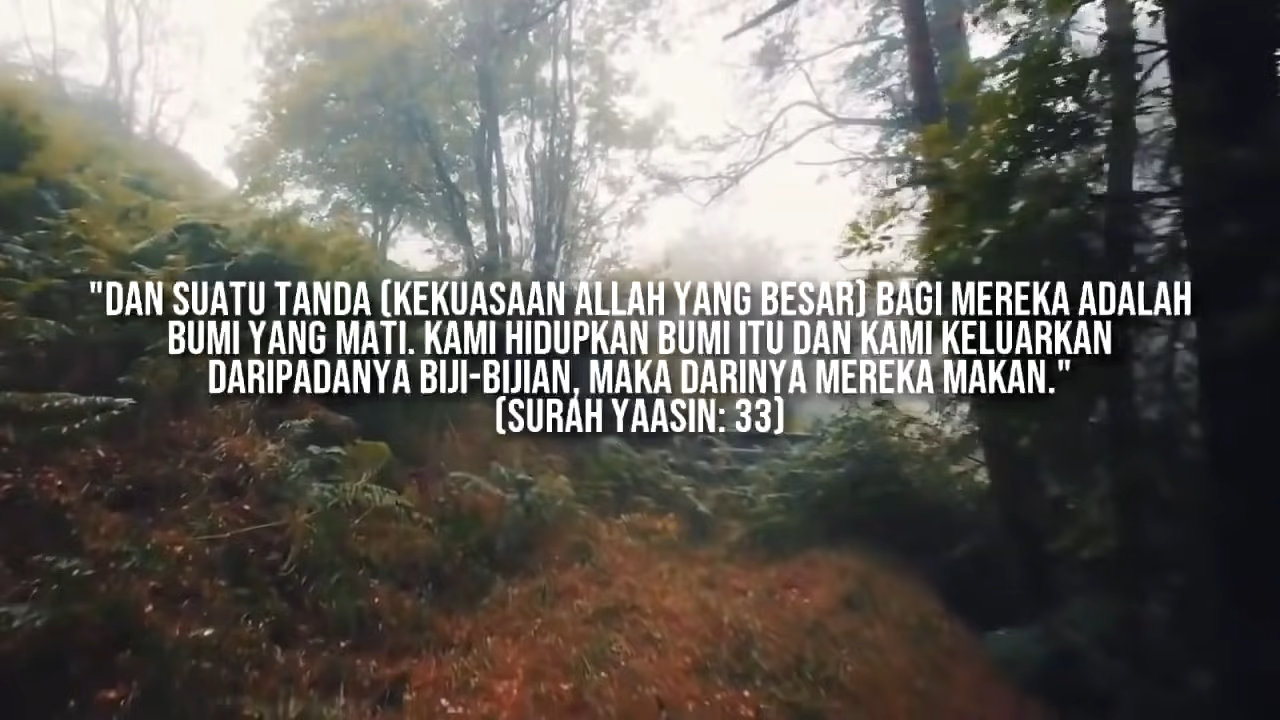 "DAN SUATU TANDA (KEKUASAAN ALLAH YANG BESAR) BAGI MEREKA ADALAH
BUMI YANG MATI. KAMI HIDUPKAN BUMI ITU DAN KAMI KELUARKAN
DARIPADANYA BIJI-BIJIAN, MAKA DARINYA MEREKA MAKAN."
(SURAH YAASIN: 33)